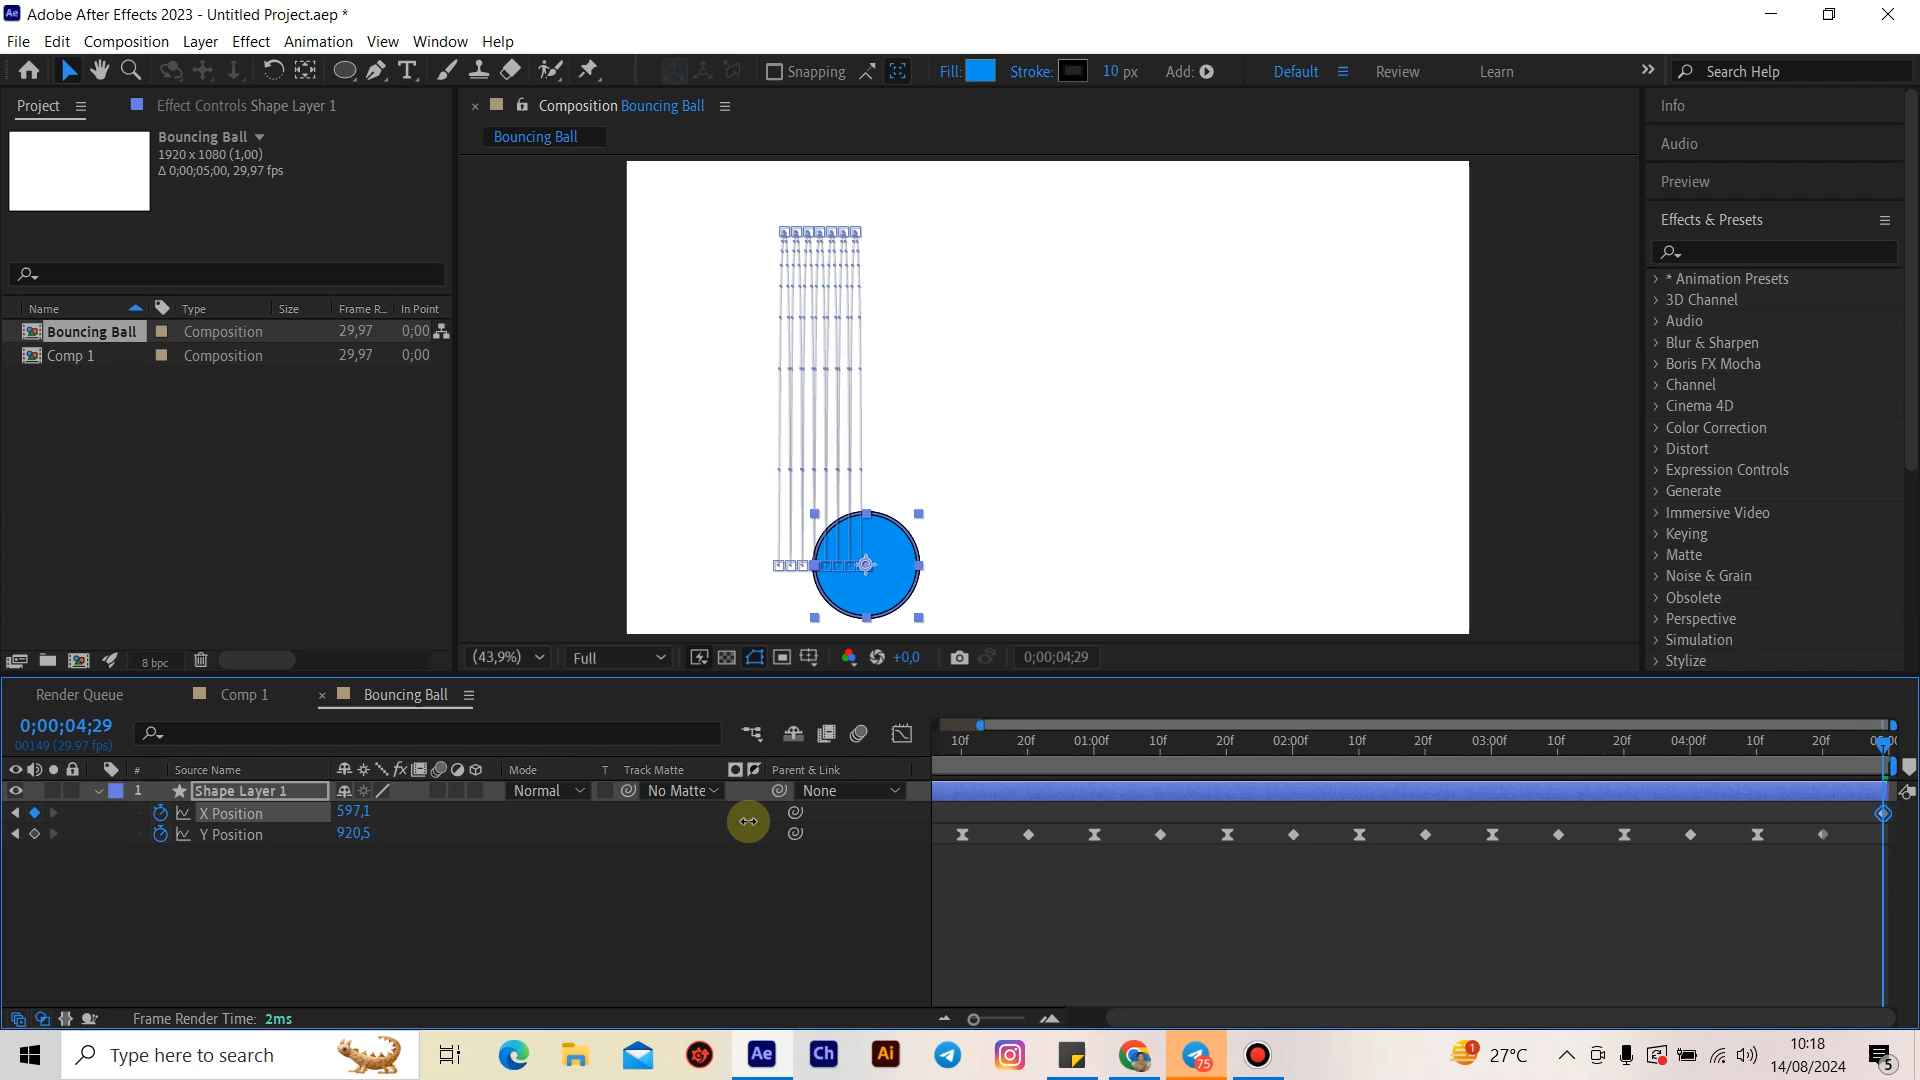 Adobe After Effects 2023 - Untitled Project.aep *
File Edit Composition Layer Effect Animation View Window Help
Snapping Fill: Stroke: 10 px Add: Default Review Learn Search Help
Project Effect Controls Shape Layer 1
Bouncing Ball
1920 x 1080 (1,00)
Δ 0;00;05;00, 29,97 fps
Name Type Size Frame R... In Point
Bouncing Ball Composition 29,97 0;00
Comp 1 Composition 29,97 0;00
8 bpc
Composition Bouncing Ball
Bouncing Ball
(43,9%) Full +0,0 0;00;04;29
Info
Audio
Preview
Effects & Presets
* Animation Presets
3D Channel
Audio
Blur & Sharpen
Boris FX Mocha
Channel
Cinema 4D
Color Correction
Distort
Expression Controls
Generate
Immersive Video
Keying
Matte
Noise & Grain
Obsolete
Perspective
Simulation
Stylize
Render Queue Comp 1 Bouncing Ball
0;00;04;29
00149 (29.97 fps)
10f 20f 01:00f 10f 20f 02:00f 10f 20f 03:00f 10f 20f 04:00f 10f 20f
# Source Name fx Mode T Track Matte Parent & Link
1 Shape Layer 1 Normal No Matte None
X Position 597,1
Y Position 920,5
Frame Render Time: 2ms
Type here to search Ae Ch Ai 75 1 27°C 10:18
14/08/2024 5